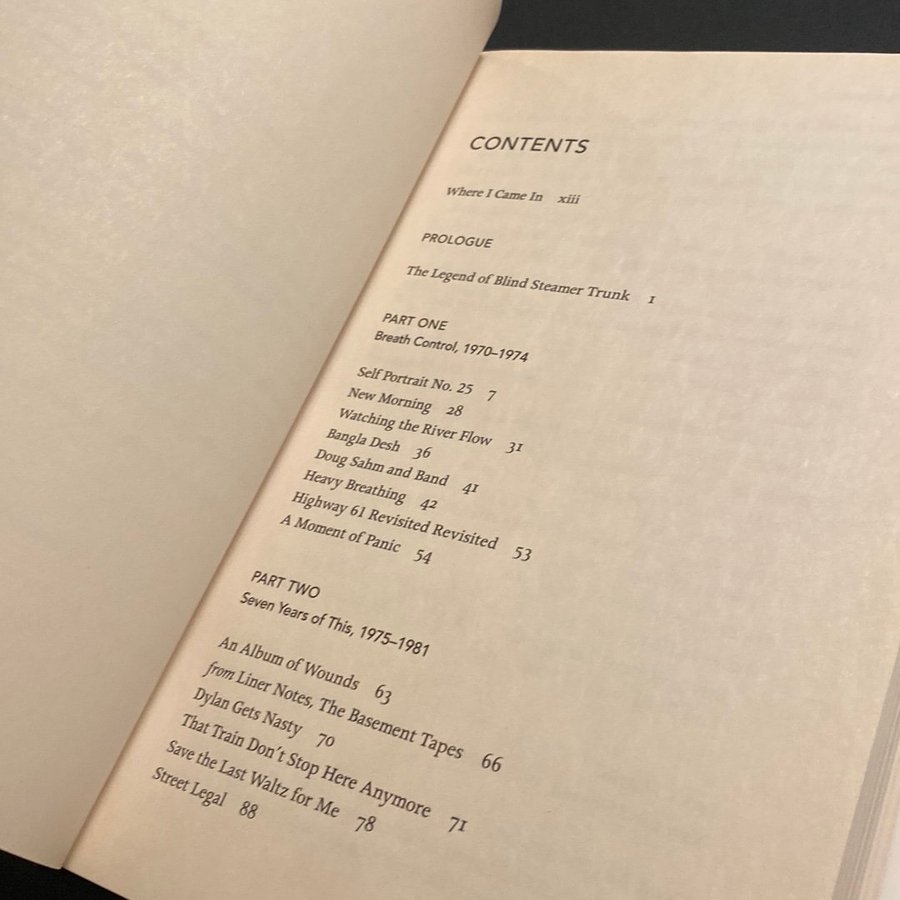 CONTENTS
Where I Came In xiii
PROLOGUE
The Legend of Blind Steamer Trunk 1
PART ONE
Breath Control, 1970–1974
Self Portrait No. 25 7
New Morning 28
Watching the River Flow 31
Bangla Desh 36
Doug Sahm and Band 41
Heavy Breathing 42
Highway 61 Revisited Revisited 53
A Moment of Panic 54
PART TWO
Seven Years of This, 1975–1981
An Album of Wounds 63
from Liner Notes, The Basement Tapes 66
Dylan Gets Nasty 70
That Train Don't Stop Here Anymore 71
Save the Last Waltz for Me 78
Street Legal 88